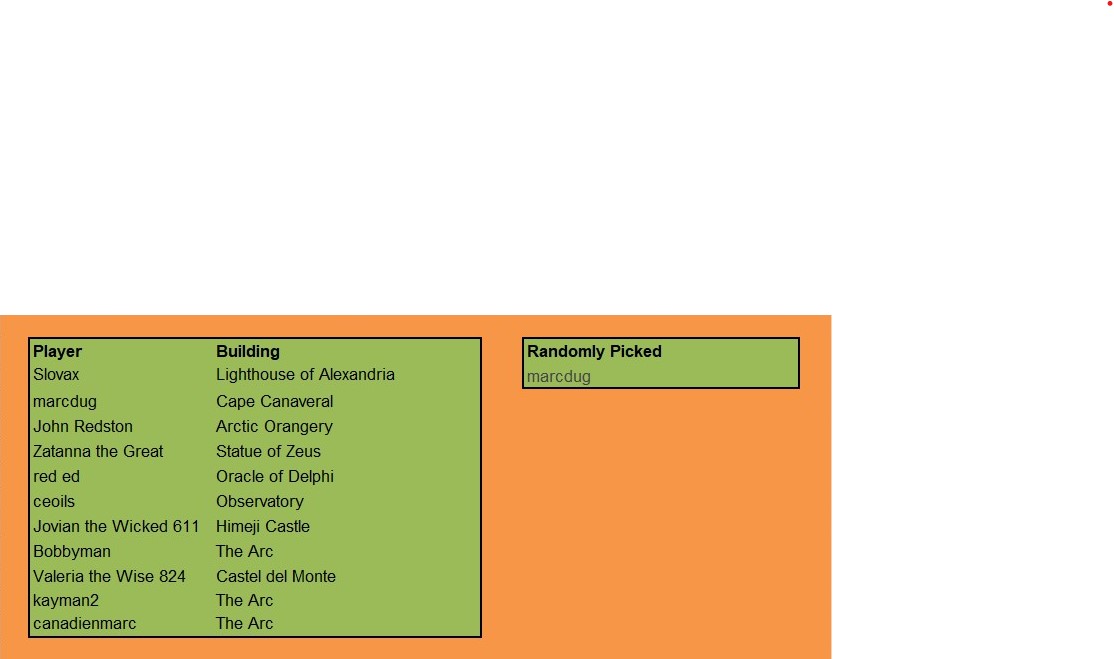 Player Building
Slovax Lighthouse of Alexandria
marcdug Cape Canaveral
John Redston Arctic Orangery
Zatanna the Great Statue of Zeus
red ed Oracle of Delphi
ceoils Observatory
Jovian the Wicked 611 Himeji Castle
Bobbyman The Arc
Valeria the Wise 824 Castel del Monte
kayman2 The Arc
canadienmarc The Arc
Randomly Picked
marcdug